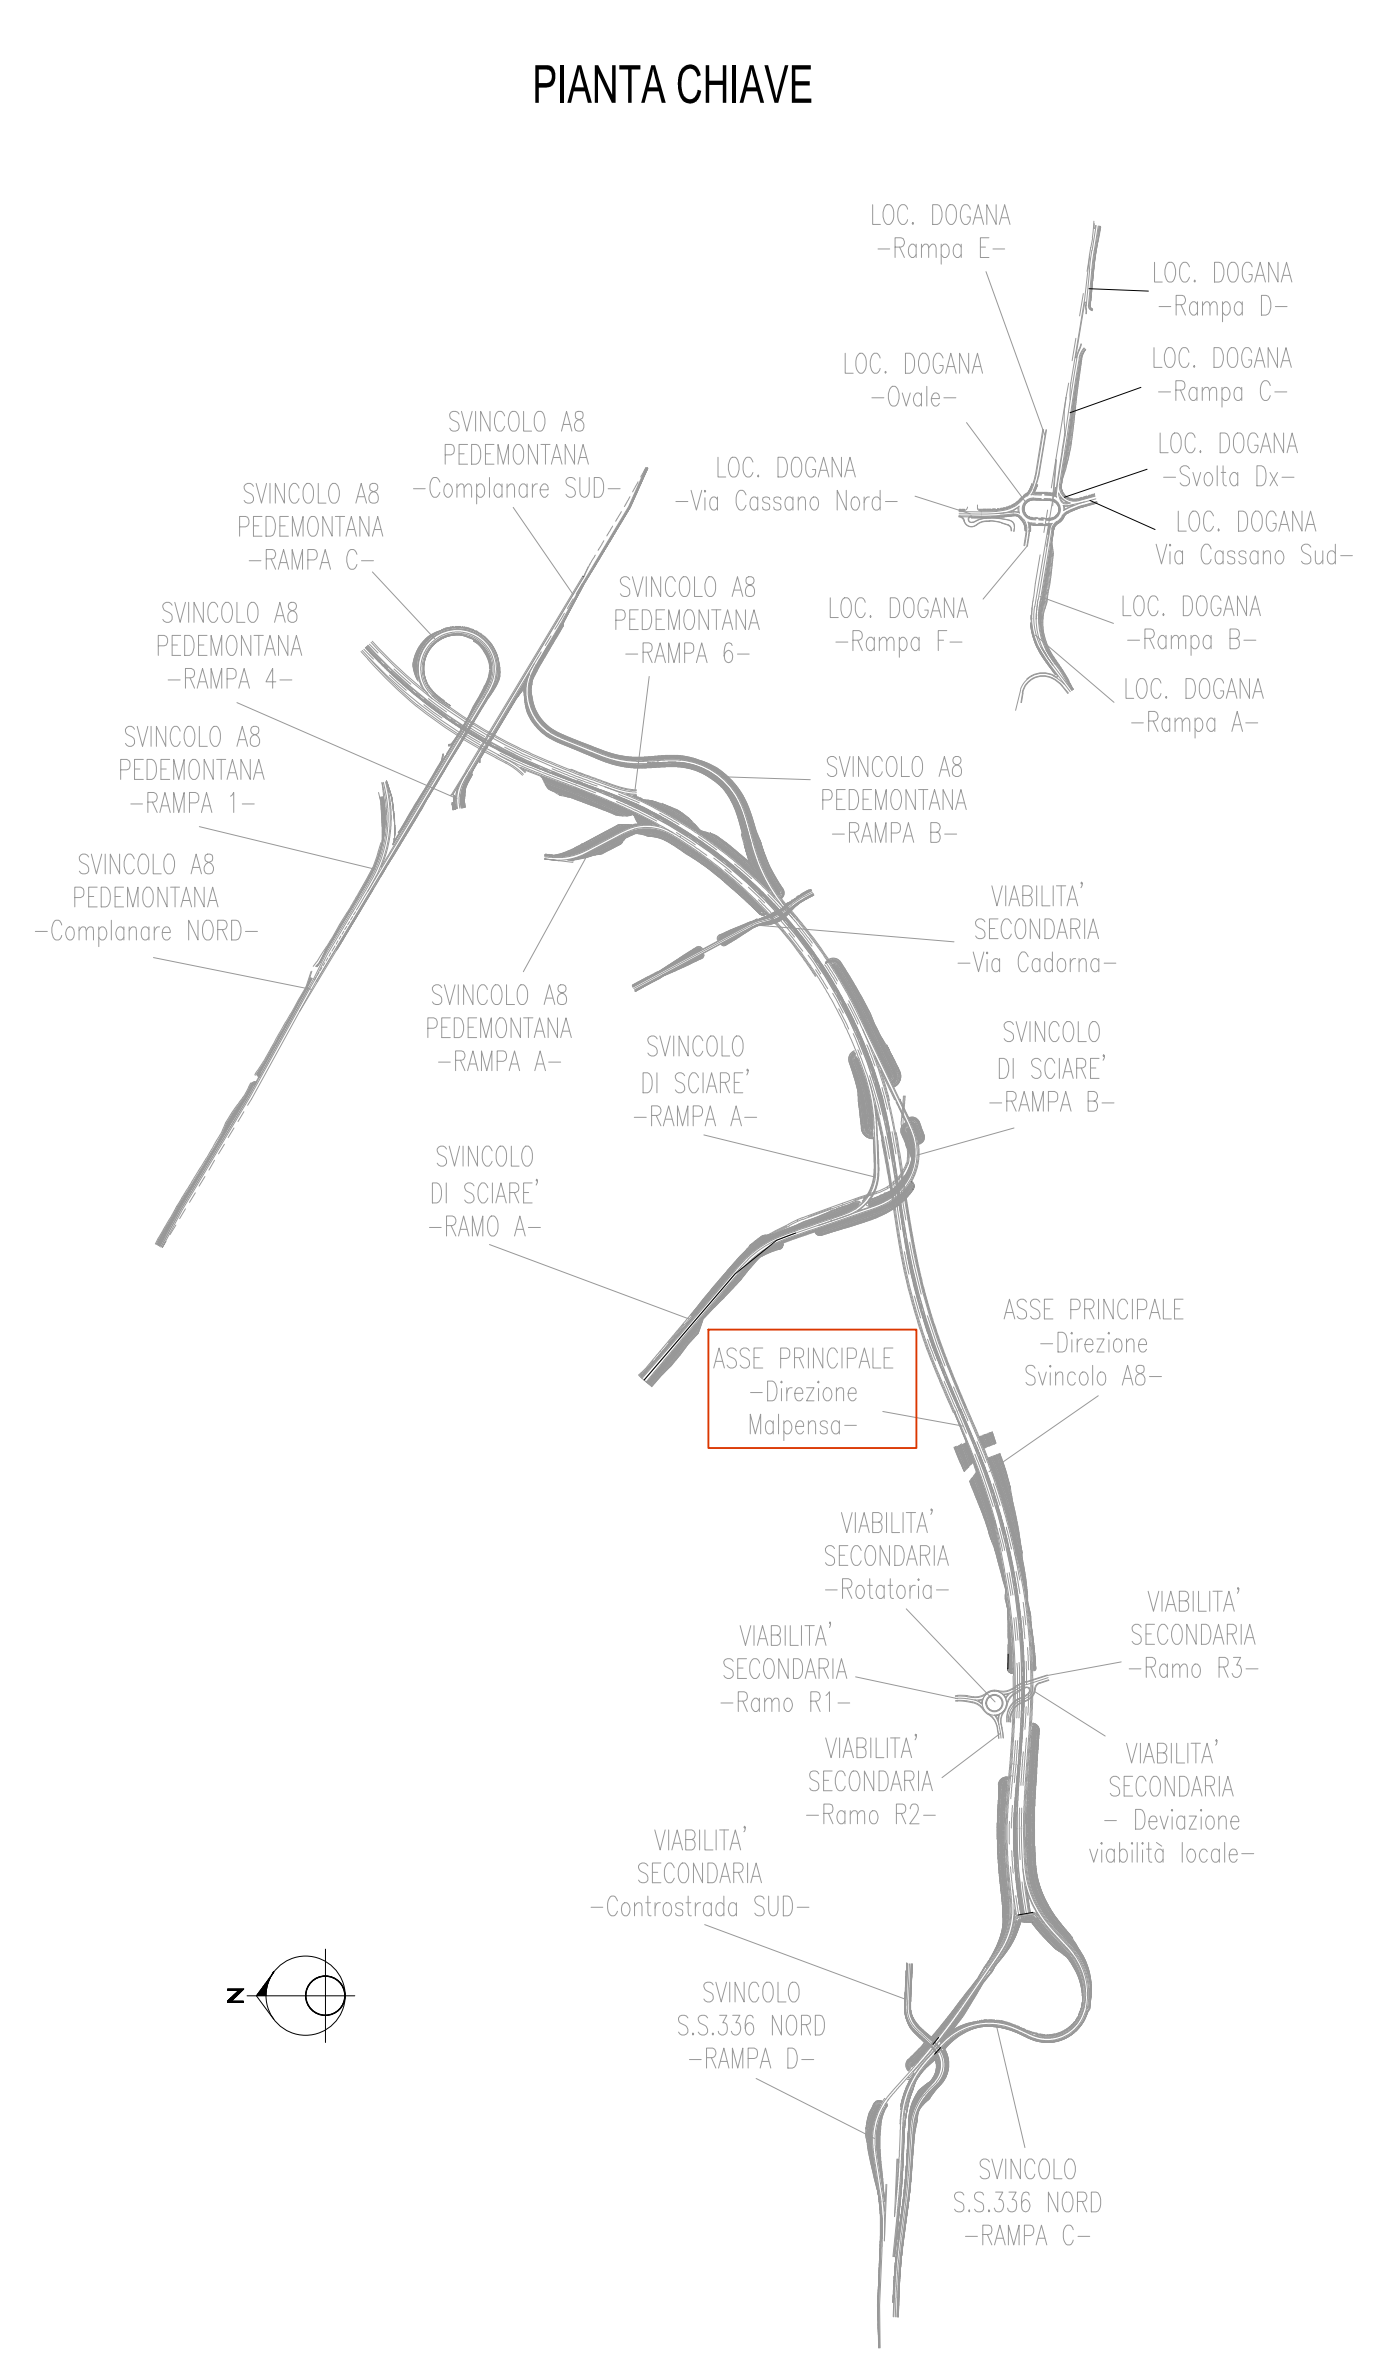 PIANTA CHIAVE
LOC. DOGANA
-Rampa E-
LOC. DOGANA
-Rampa D-
LOC. DOGANA
-Ovale-
LOC. DOGANA
-Rampa C-
SVINCOLO A8
PEDEMONTANA
-Complanare SUD-
LOC. DOGANA
-Svolta Dx-
LOC. DOGANA
-Via Cassano Nord-
SVINCOLO A8
PEDEMONTANA
-RAMPA C-
LOC. DOGANA
Via Cassano Sud-
SVINCOLO A8
PEDEMONTANA
-RAMPA 6-
LOC. DOGANA
-Rampa F-
LOC. DOGANA
-Rampa B-
SVINCOLO A8
PEDEMONTANA
-RAMPA 4-
LOC. DOGANA
-Rampa A-
SVINCOLO A8
PEDEMONTANA
-RAMPA 1-
SVINCOLO A8
PEDEMONTANA
-RAMPA B-
SVINCOLO A8
PEDEMONTANA
-Complanare NORD-
VIABILITA'
SECONDARIA
-Via Cadorna-
SVINCOLO A8
PEDEMONTANA
-RAMPA A-
SVINCOLO
DI SCIARE'
-RAMPA A-
SVINCOLO
DI SCIARE'
-RAMPA B-
SVINCOLO
DI SCIARE'
-RAMO A-
ASSE PRINCIPALE
-Direzione
Svincolo A8-
ASSE PRINCIPALE
-Direzione
Malpensa-
VIABILITA'
SECONDARIA
-Rotatoria-
VIABILITA'
SECONDARIA
-Ramo R3-
VIABILITA'
SECONDARIA
-Ramo R1-
VIABILITA'
SECONDARIA
-Ramo R2-
VIABILITA'
SECONDARIA
- Deviazione
viabilità locale-
VIABILITA'
SECONDARIA
-Controstrada SUD-
N
SVINCOLO
S.S.336 NORD
-RAMPA D-
SVINCOLO
S.S.336 NORD
-RAMPA C-